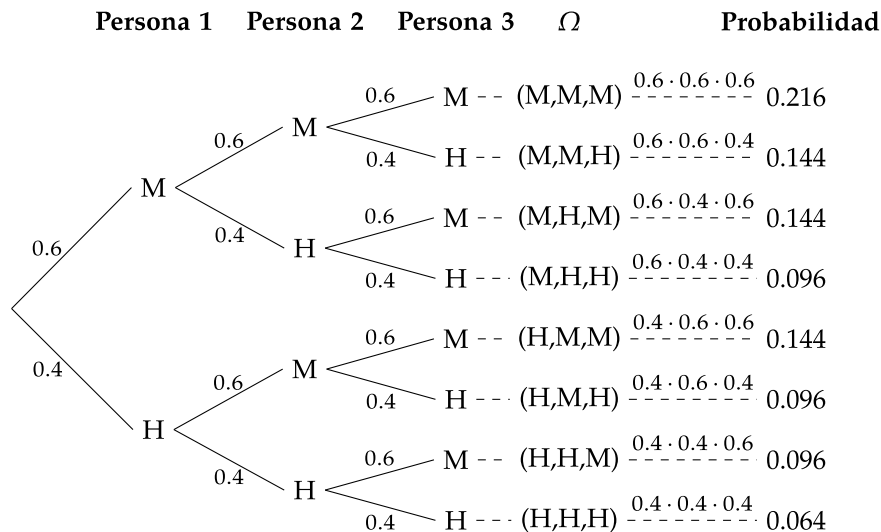 Persona 1 Persona 2 Persona 3 Ω Probabilidad
0.6 M (M,M,M) 0.6 · 0.6 · 0.6 0.216
0.6 M
0.4 H (M,M,H) 0.6 · 0.6 · 0.4 0.144
M
0.6 M (M,H,M) 0.6 · 0.4 · 0.6 0.144
0.6 0.4 H
0.4 H (M,H,H) 0.6 · 0.4 · 0.4 0.096
0.6 M (H,M,M) 0.4 · 0.6 · 0.6 0.144
0.4 0.6 M
0.4 H (H,M,H) 0.4 · 0.6 · 0.4 0.096
H
0.6 M (H,H,M) 0.4 · 0.4 · 0.6 0.096
0.4 H
0.4 H (H,H,H) 0.4 · 0.4 · 0.4 0.064